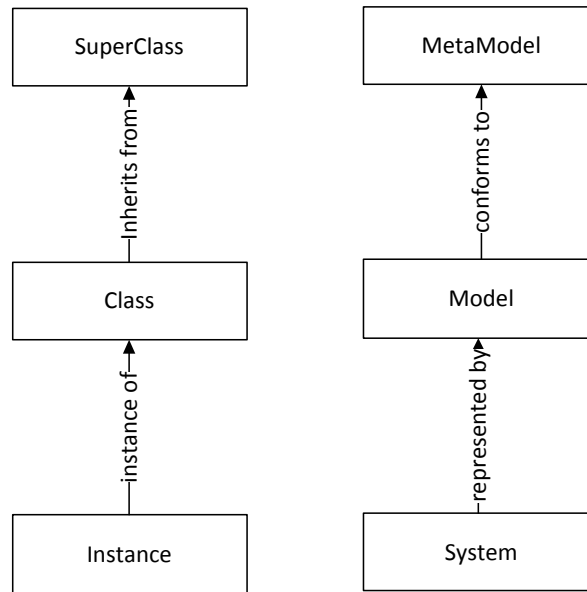 SuperClass
Inherits from
Class
instance of
Instance
MetaModel
conforms to
Model
represented by
System